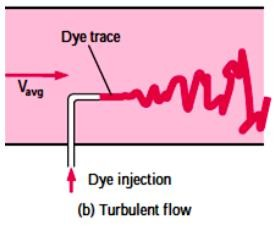 Dye trace
Vavg
Dye injection
(b) Turbulent flow